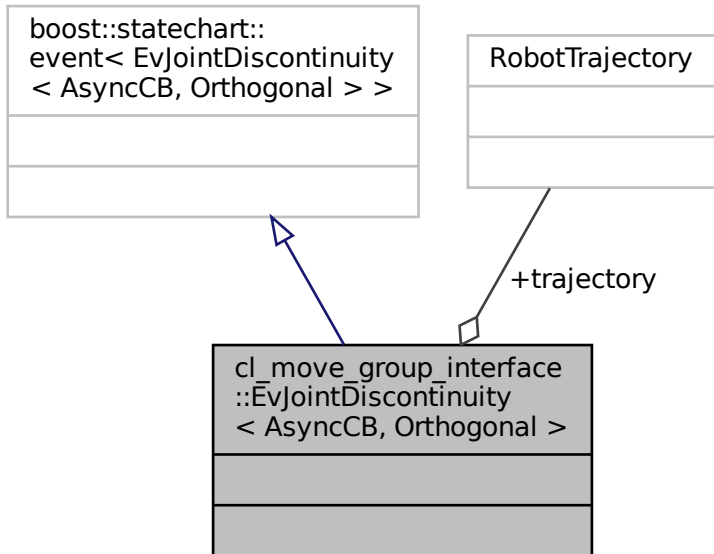 boost::statechart::
event< EvJointDiscontinuity
< AsyncCB, Orthogonal > >
RobotTrajectory
+trajectory
cl_move_group_interface
::EvJointDiscontinuity
< AsyncCB, Orthogonal >